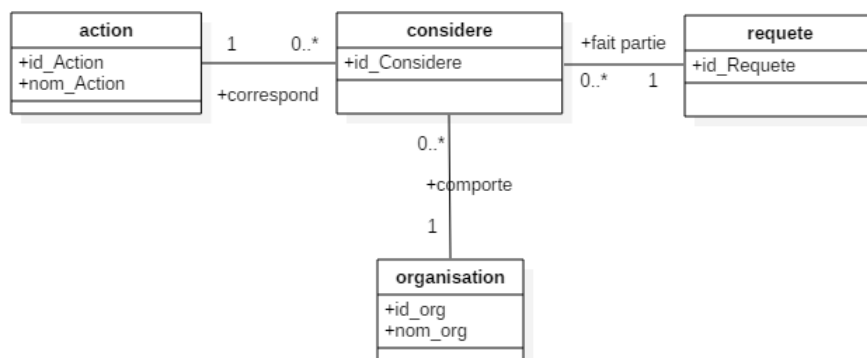 action
+id_Action
+nom_Action
1
0..*
+correspond
considere
+id_Considere
+fait partie
0..*
1
requete
+id_Requete
0..*
+comporte
1
organisation
+id_org
+nom_org